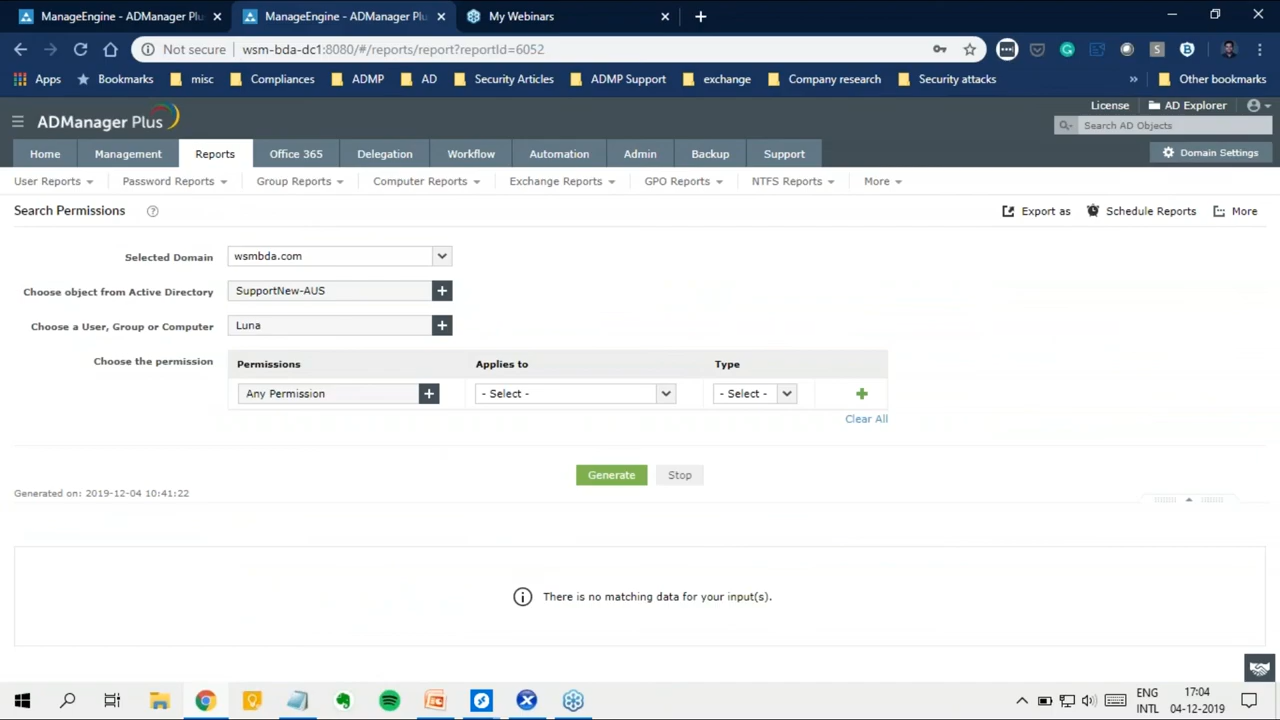 ManageEngine - ADManager Plu
ManageEngine - ADManager Plu
My Webinars
Not secure
wsm-bda-dc1:8080/#/reports/report?reportId=6052
Apps
Bookmarks
misc
Compliances
ADMP
AD
Security Articles
ADMP Support
exchange
Company research
Security attacks
»
Other bookmarks
License
AD Explorer
ADManager Plus
Search AD Objects
Home
Management
Reports
Office 365
Delegation
Workflow
Automation
Admin
Backup
Support
Domain Settings
User Reports
Password Reports
Group Reports
Computer Reports
Exchange Reports
GPO Reports
NTFS Reports
More
Search Permissions
?
Export as
Schedule Reports
More
Selected Domain
wsmbda.com
Choose object from Active Directory
SupportNew-AUS
Choose a User, Group or Computer
Luna
Choose the permission
Permissions
Applies to
Type
Any Permission
- Select -
- Select -
Clear All
Generate
Stop
Generated on: 2019-12-04 10:41:22
There is no matching data for your input(s).
ENG
INTL
17:04
04-12-2019